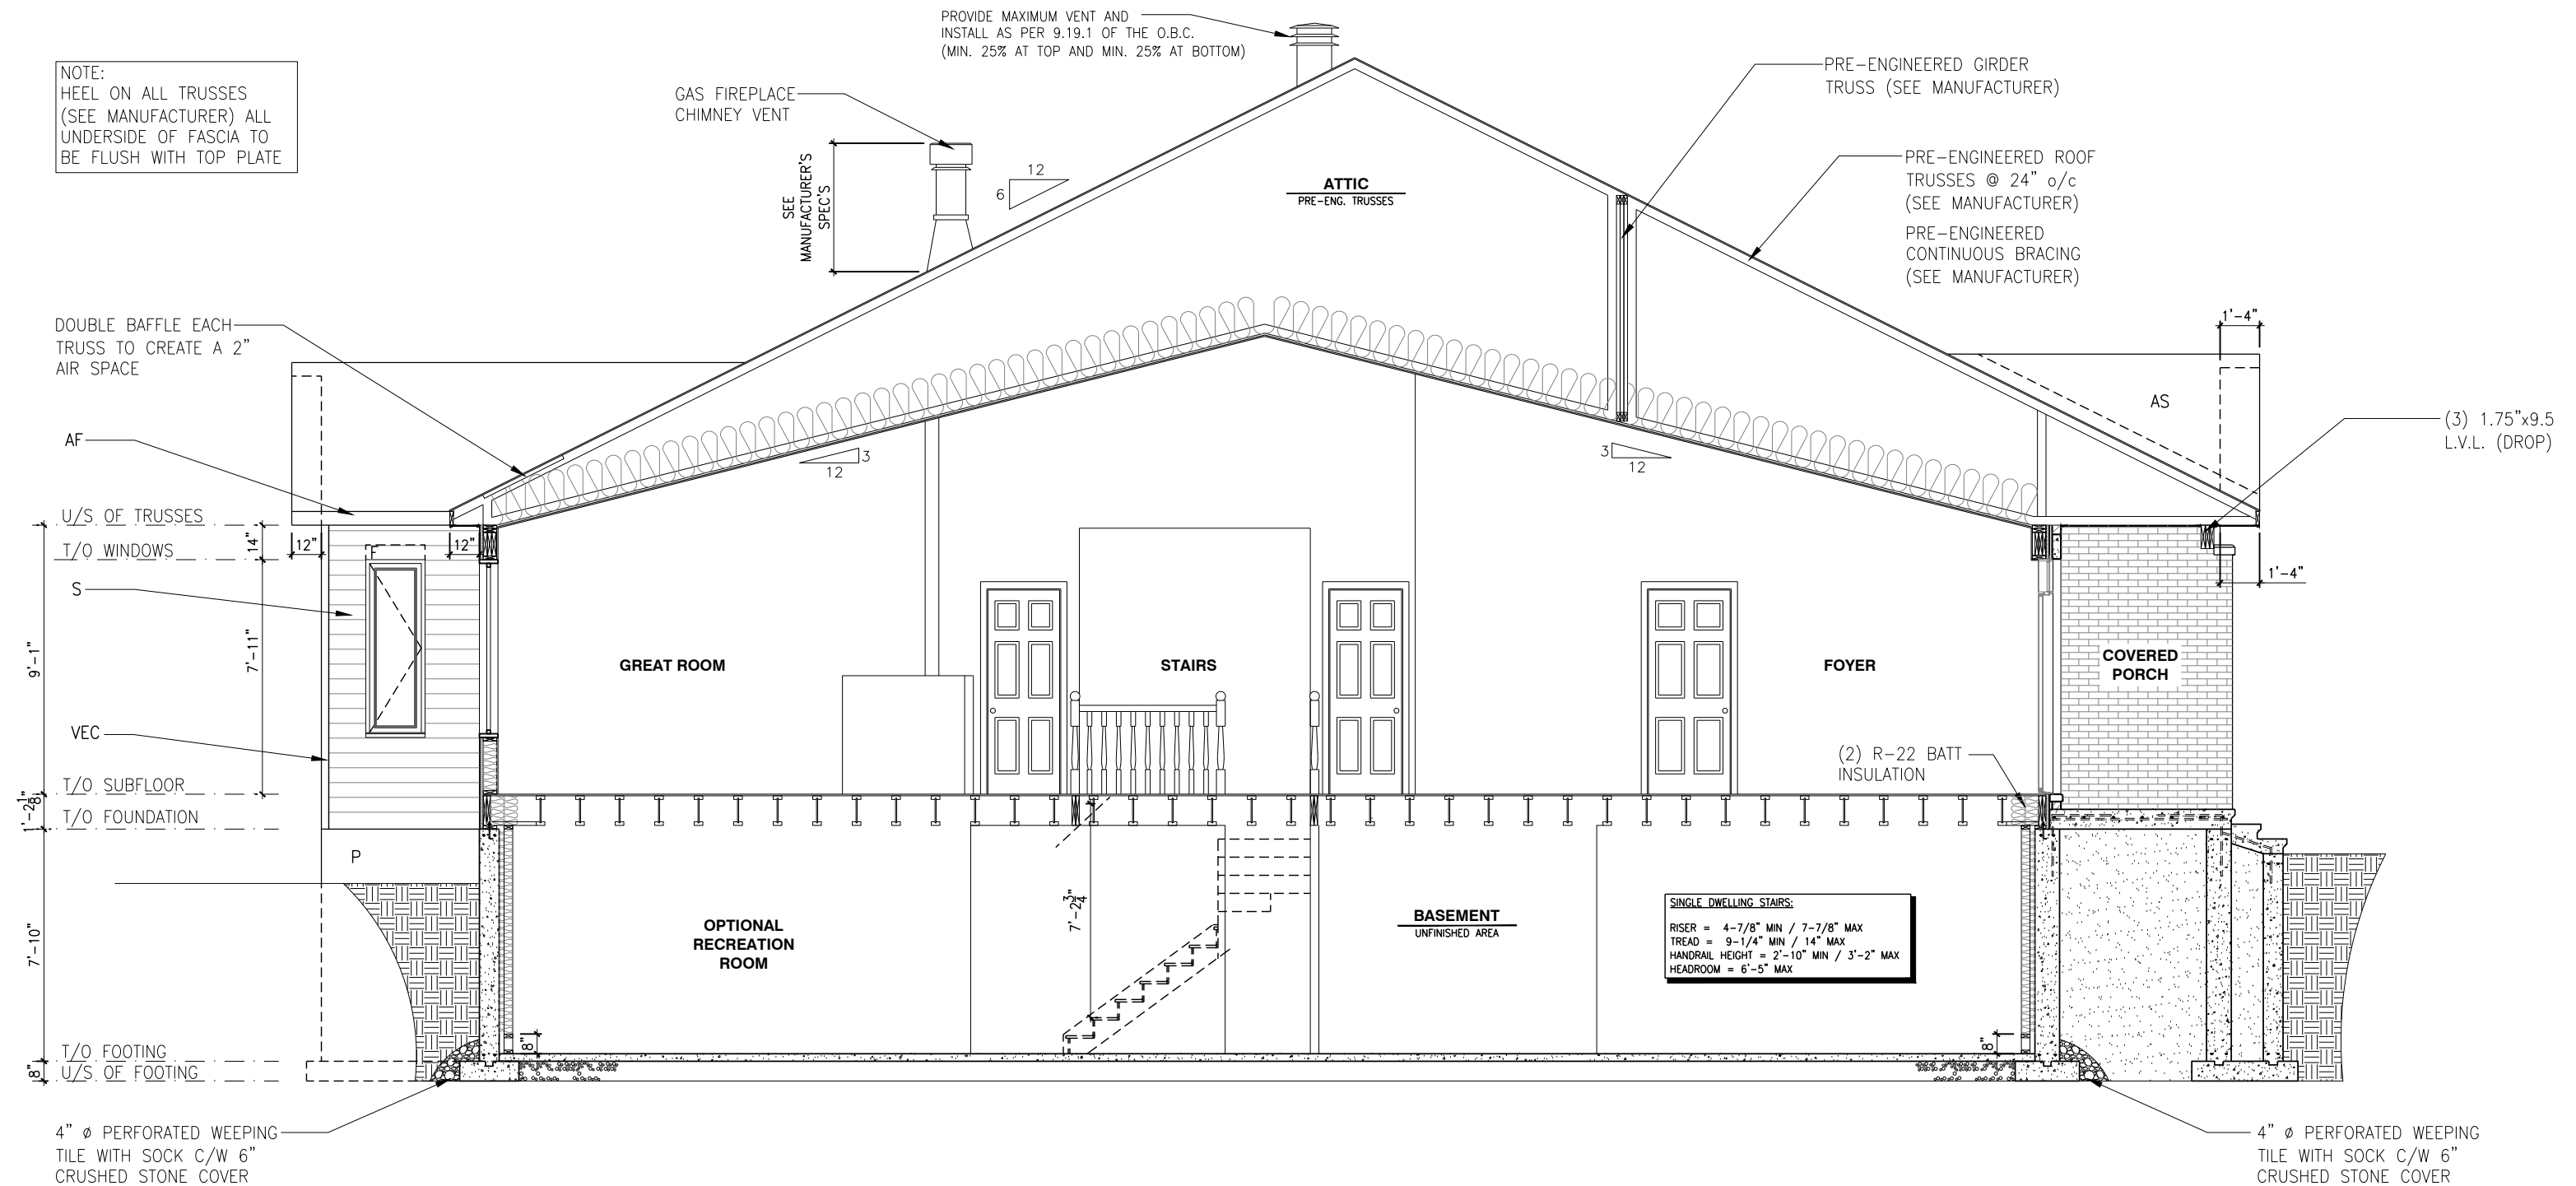 PROVIDE MAXIMUM VENT AND
INSTALL AS PER 9.19.1 OF THE O.B.C.
(MIN. 25% AT TOP AND MIN. 25% AT BOTTOM)
NOTE:
HEEL ON ALL TRUSSES
(SEE MANUFACTURER) ALL
UNDERSIDE OF FASCIA TO
BE FLUSH WITH TOP PLATE
GAS FIREPLACE
CHIMNEY VENT
PRE-ENGINEERED GIRDER
TRUSS (SEE MANUFACTURER)
SEE
MANUFACTURER'S
SPEC'S
12
6
ATTIC
PRE-ENG. TRUSSES
PRE-ENGINEERED ROOF
TRUSSES @ 24" o/c
(SEE MANUFACTURER)
PRE-ENGINEERED
CONTINUOUS BRACING
(SEE MANUFACTURER)
DOUBLE BAFFLE EACH
TRUSS TO CREATE A 2"
AIR SPACE
1'-4"
AS
AF
(3) 1.75"x9.5
L.V.L. (DROP)
3
12
3
12
U/S OF TRUSSES
T/O WINDOWS
14"
12"
12"
1'-4"
S
9'-1"
7'-11"
GREAT ROOM
STAIRS
FOYER
COVERED
PORCH
VEC
(2) R-22 BATT
INSULATION
T/O SUBFLOOR
1'-2 1/8"
T/O FOUNDATION
P
7'-10"
7'-2 3/4"
OPTIONAL
RECREATION
ROOM
BASEMENT
UNFINISHED AREA
SINGLE DWELLING STAIRS:
RISER = 4-7/8" MIN / 7-7/8" MAX
TREAD = 9-1/4" MIN / 14" MAX
HANDRAIL HEIGHT = 2'-10" MIN / 3'-2" MAX
HEADROOM = 6'-5" MAX
8"
8"
T/O FOOTING
U/S OF FOOTING
8"
4" ø PERFORATED WEEPING
TILE WITH SOCK C/W 6"
CRUSHED STONE COVER
4" ø PERFORATED WEEPING
TILE WITH SOCK C/W 6"
CRUSHED STONE COVER